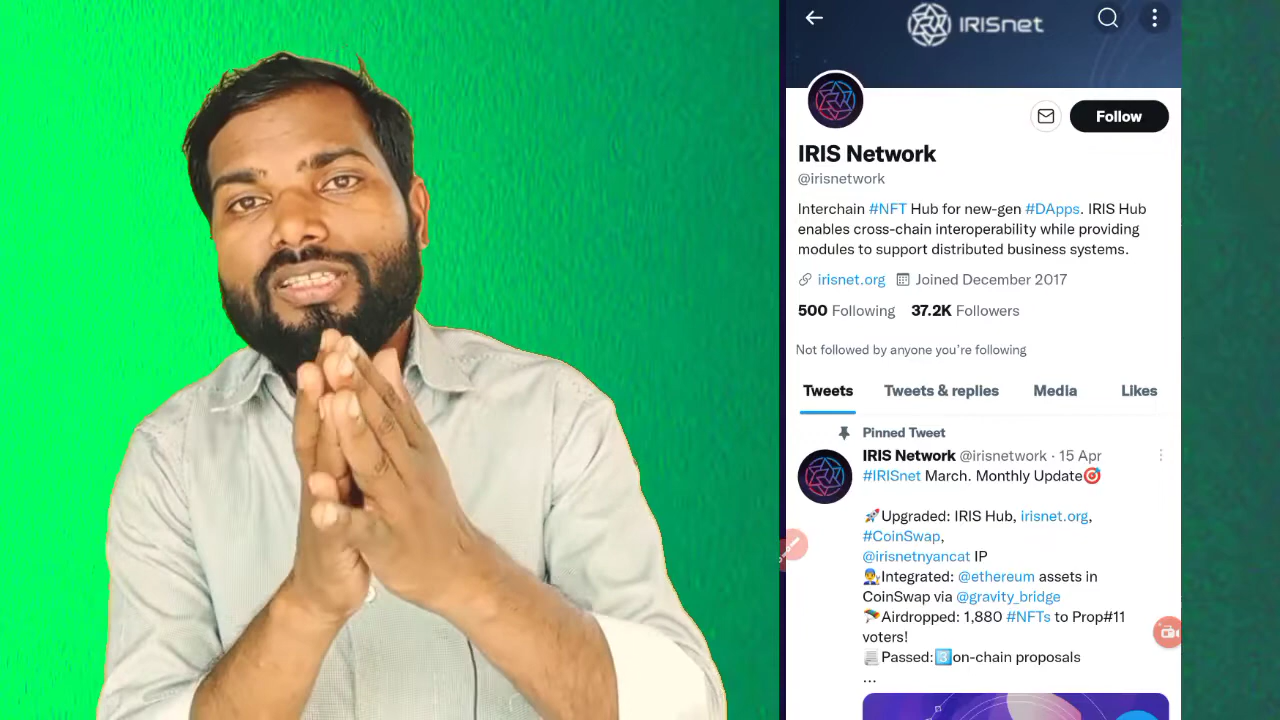 IRISnet
Follow
IRIS Network
@irisnetwork
Interchain #NFT Hub for new-gen #DApps. IRIS Hub
enables cross-chain interoperability while providing
modules to support distributed business systems.
irisnet.org Joined December 2017
500 Following 37.2K Followers
Not followed by anyone you're following
Tweets Tweets & replies Media Likes
Pinned Tweet
IRIS Network @irisnetwork · 15 Apr
#IRISnet March. Monthly Update🎯
🚀Upgraded: IRIS Hub, irisnet.org,
#CoinSwap,
@irisnetnyancat IP
👨‍🔧Integrated: @ethereum assets in
CoinSwap via @gravity_bridge
🪂Airdropped: 1,880 #NFTs to Prop#11
voters!
🧾Passed:3️⃣on-chain proposals
...